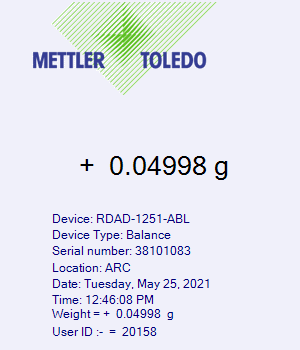 METTLER TOLEDO
+ 0.04998 g
Device: RDAD-1251-ABL
Device Type: Balance
Serial number: 38101083
Location: ARC
Date: Tuesday, May 25, 2021
Time: 12:46:08 PM
Weight = + 0.04998 g
User ID :- = 20158